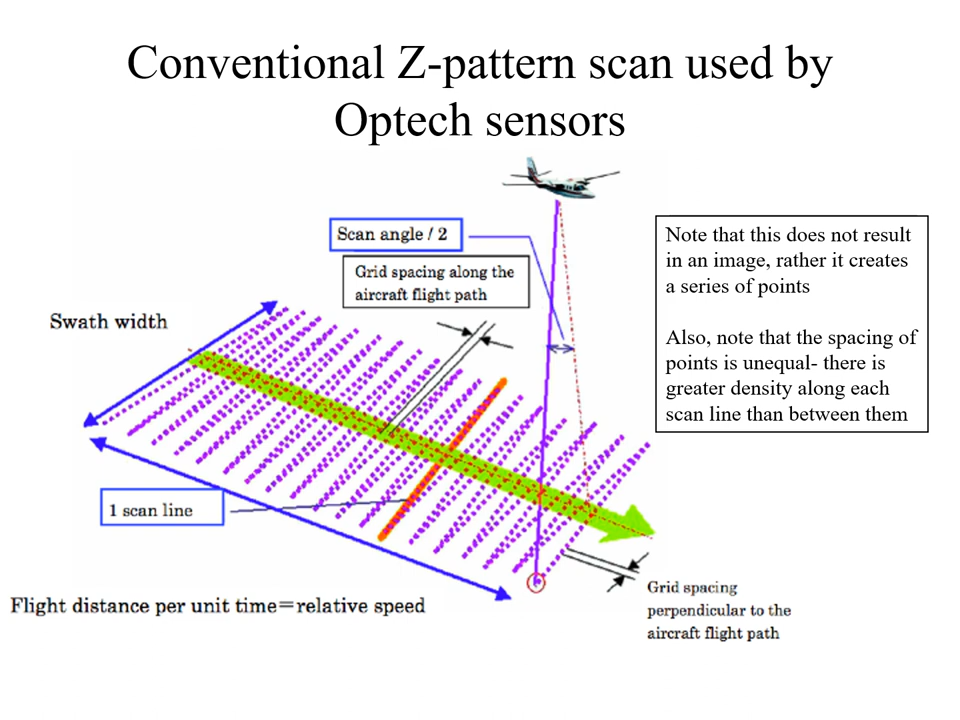 Conventional Z-pattern scan used by
Optech sensors
Scan angle / 2
Grid spacing along the
aircraft flight path
Swath width
Note that this does not result
in an image, rather it creates
a series of points
Also, note that the spacing of
points is unequal- there is
greater density along each
scan line than between them
1 scan line
Flight distance per unit time=relative speed
Grid spacing
perpendicular to the
aircraft flight path